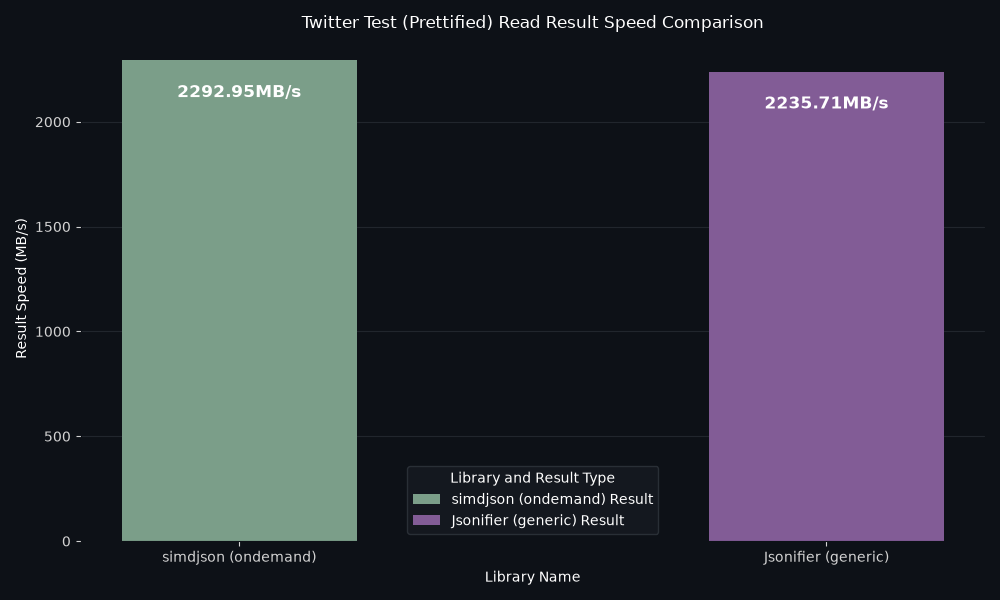 Twitter Test (Prettified) Read Result Speed Comparison
2292.95MB/s
2235.71MB/s
2000
1500
1000
500
0
Result Speed (MB/s)
Library and Result Type
simdjson (ondemand) Result
Jsonifier (generic) Result
simdjson (ondemand)
Jsonifier (generic)
Library Name